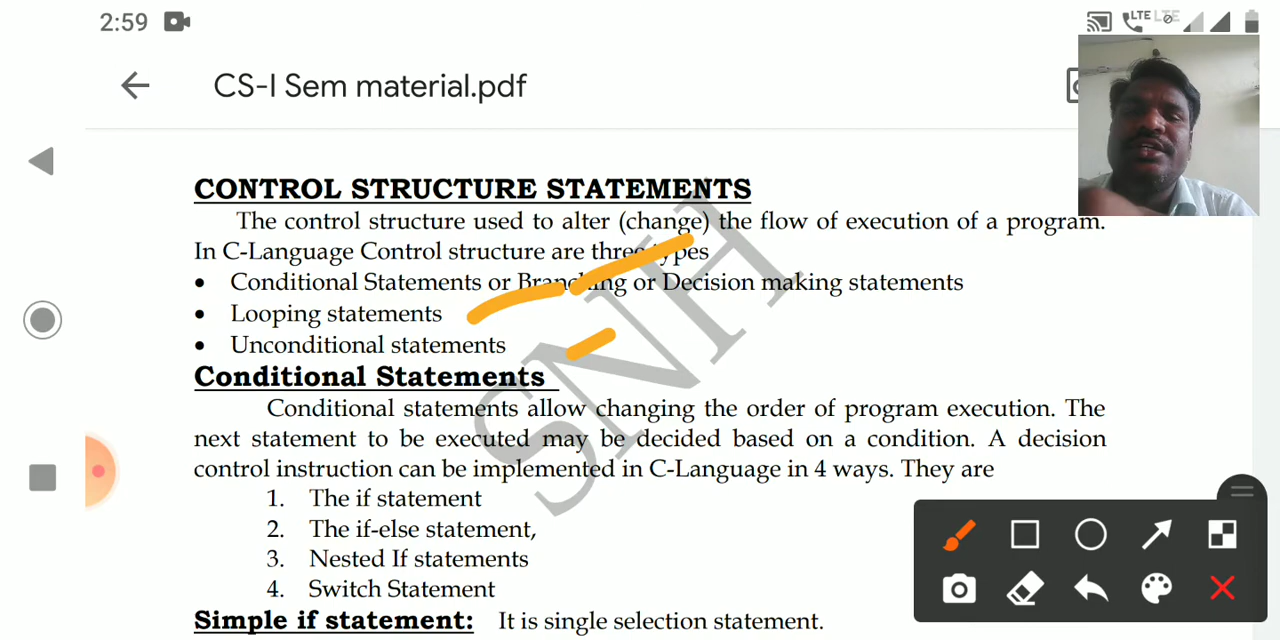 2:59
LTE LTE
CS-I Sem material.pdf
CONTROL STRUCTURE STATEMENTS
The control structure used to alter (change) the flow of execution of a program.
In C-Language Control structure are three types
• Conditional Statements or Branching or Decision making statements
• Looping statements
• Unconditional statements
Conditional Statements
Conditional statements allow changing the order of program execution. The
next statement to be executed may be decided based on a condition. A decision
control instruction can be implemented in C-Language in 4 ways. They are
1. The if statement
2. The if-else statement,
3. Nested If statements
4. Switch Statement
Simple if statement: It is single selection statement.
SNH